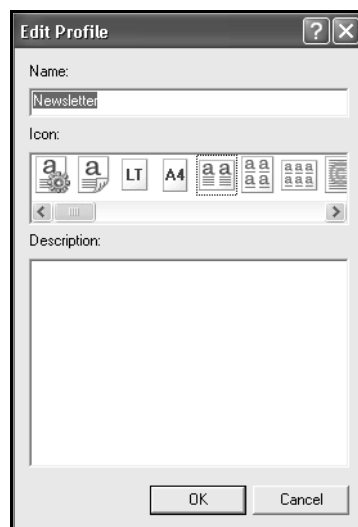 Edit Profile
Name:
Newsletter
Icon:
a a LT A4 a a a a a a a a a a a a
Description:
OK Cancel